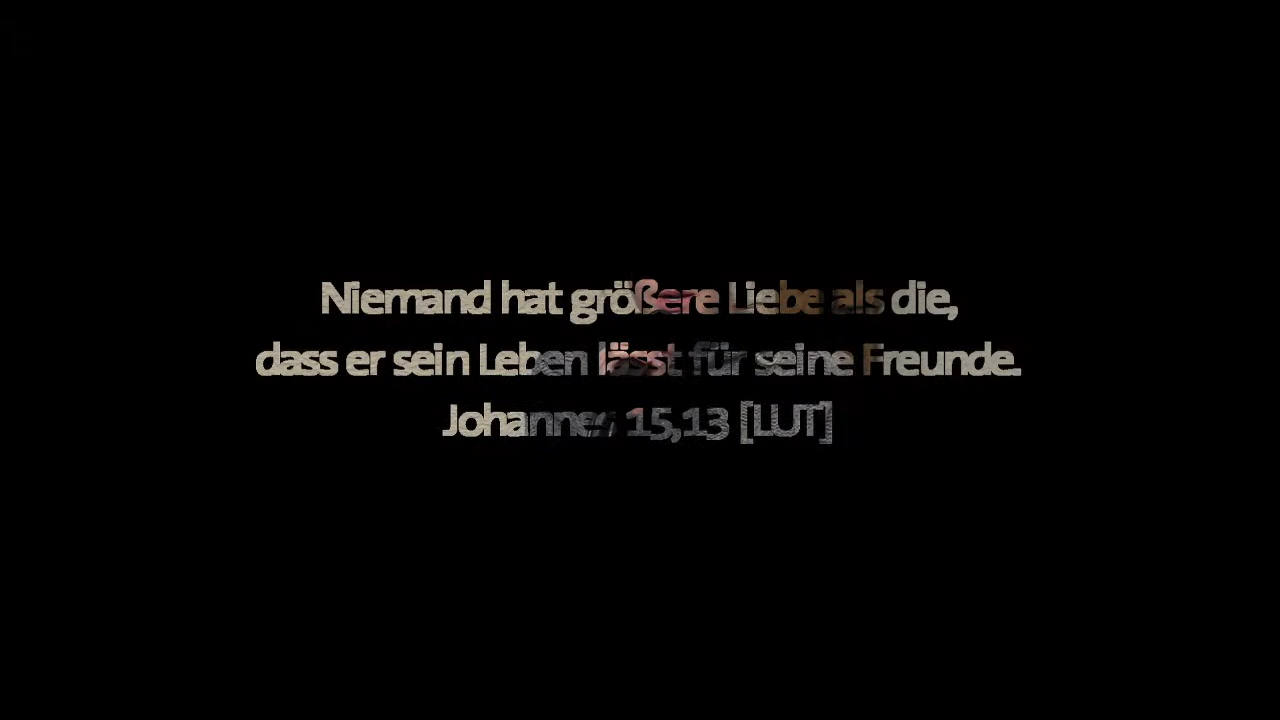 Niemand hat größere Liebe als die,
dass er sein Leben lässt für seine Freunde.
Johannes 15,13 [LUT]